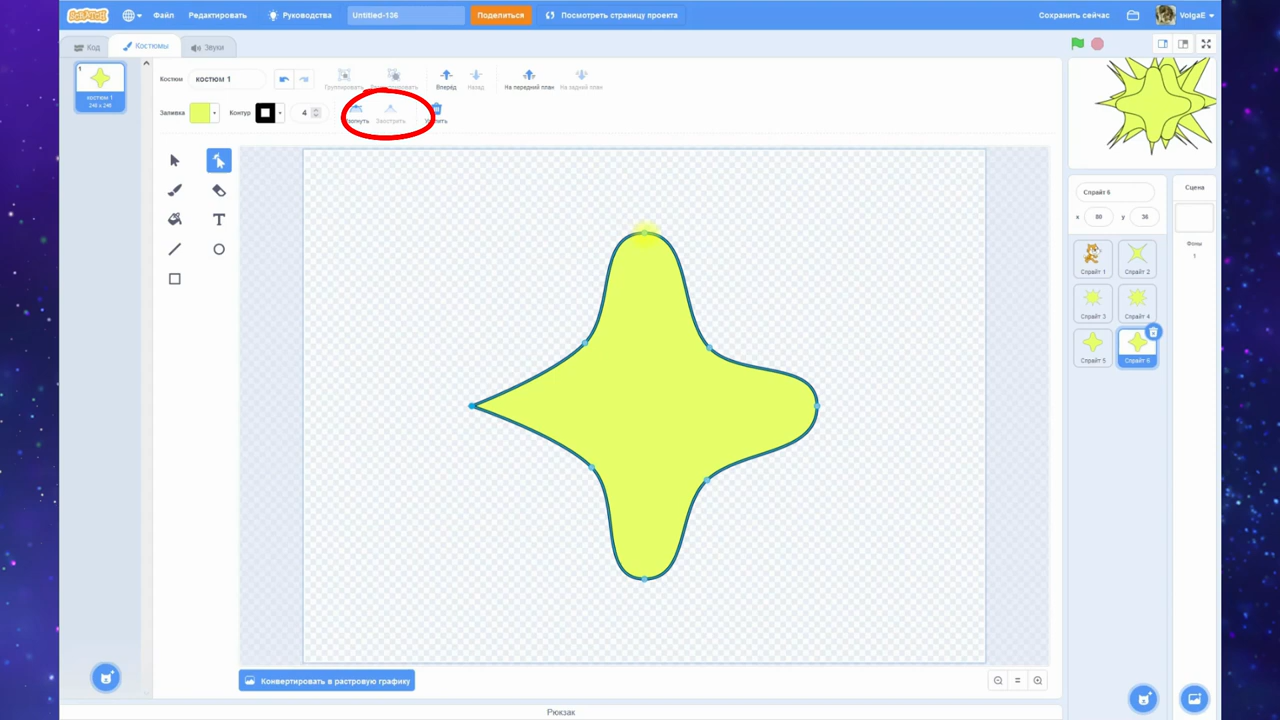 SCRATCH
Файл
Редактировать
Руководства
Untitled-136
Поделиться
Посмотреть страницу проекта
Сохранить сейчас
VolgaE
Код
Костюмы
Звуки
1
костюм 1
248 x 248
Костюм
костюм 1
Группировать
Вперёд
Назад
На передний план
На задний план
Заливка
Контур
4
Заострить
Удалить
Спрайт 6
x 80 y 36
Сцена
Фоны
1
Спрайт 1
Спрайт 2
Спрайт 3
Спрайт 4
Спрайт 5
Спрайт 6
Конвертировать в растровую графику
Рюкзак